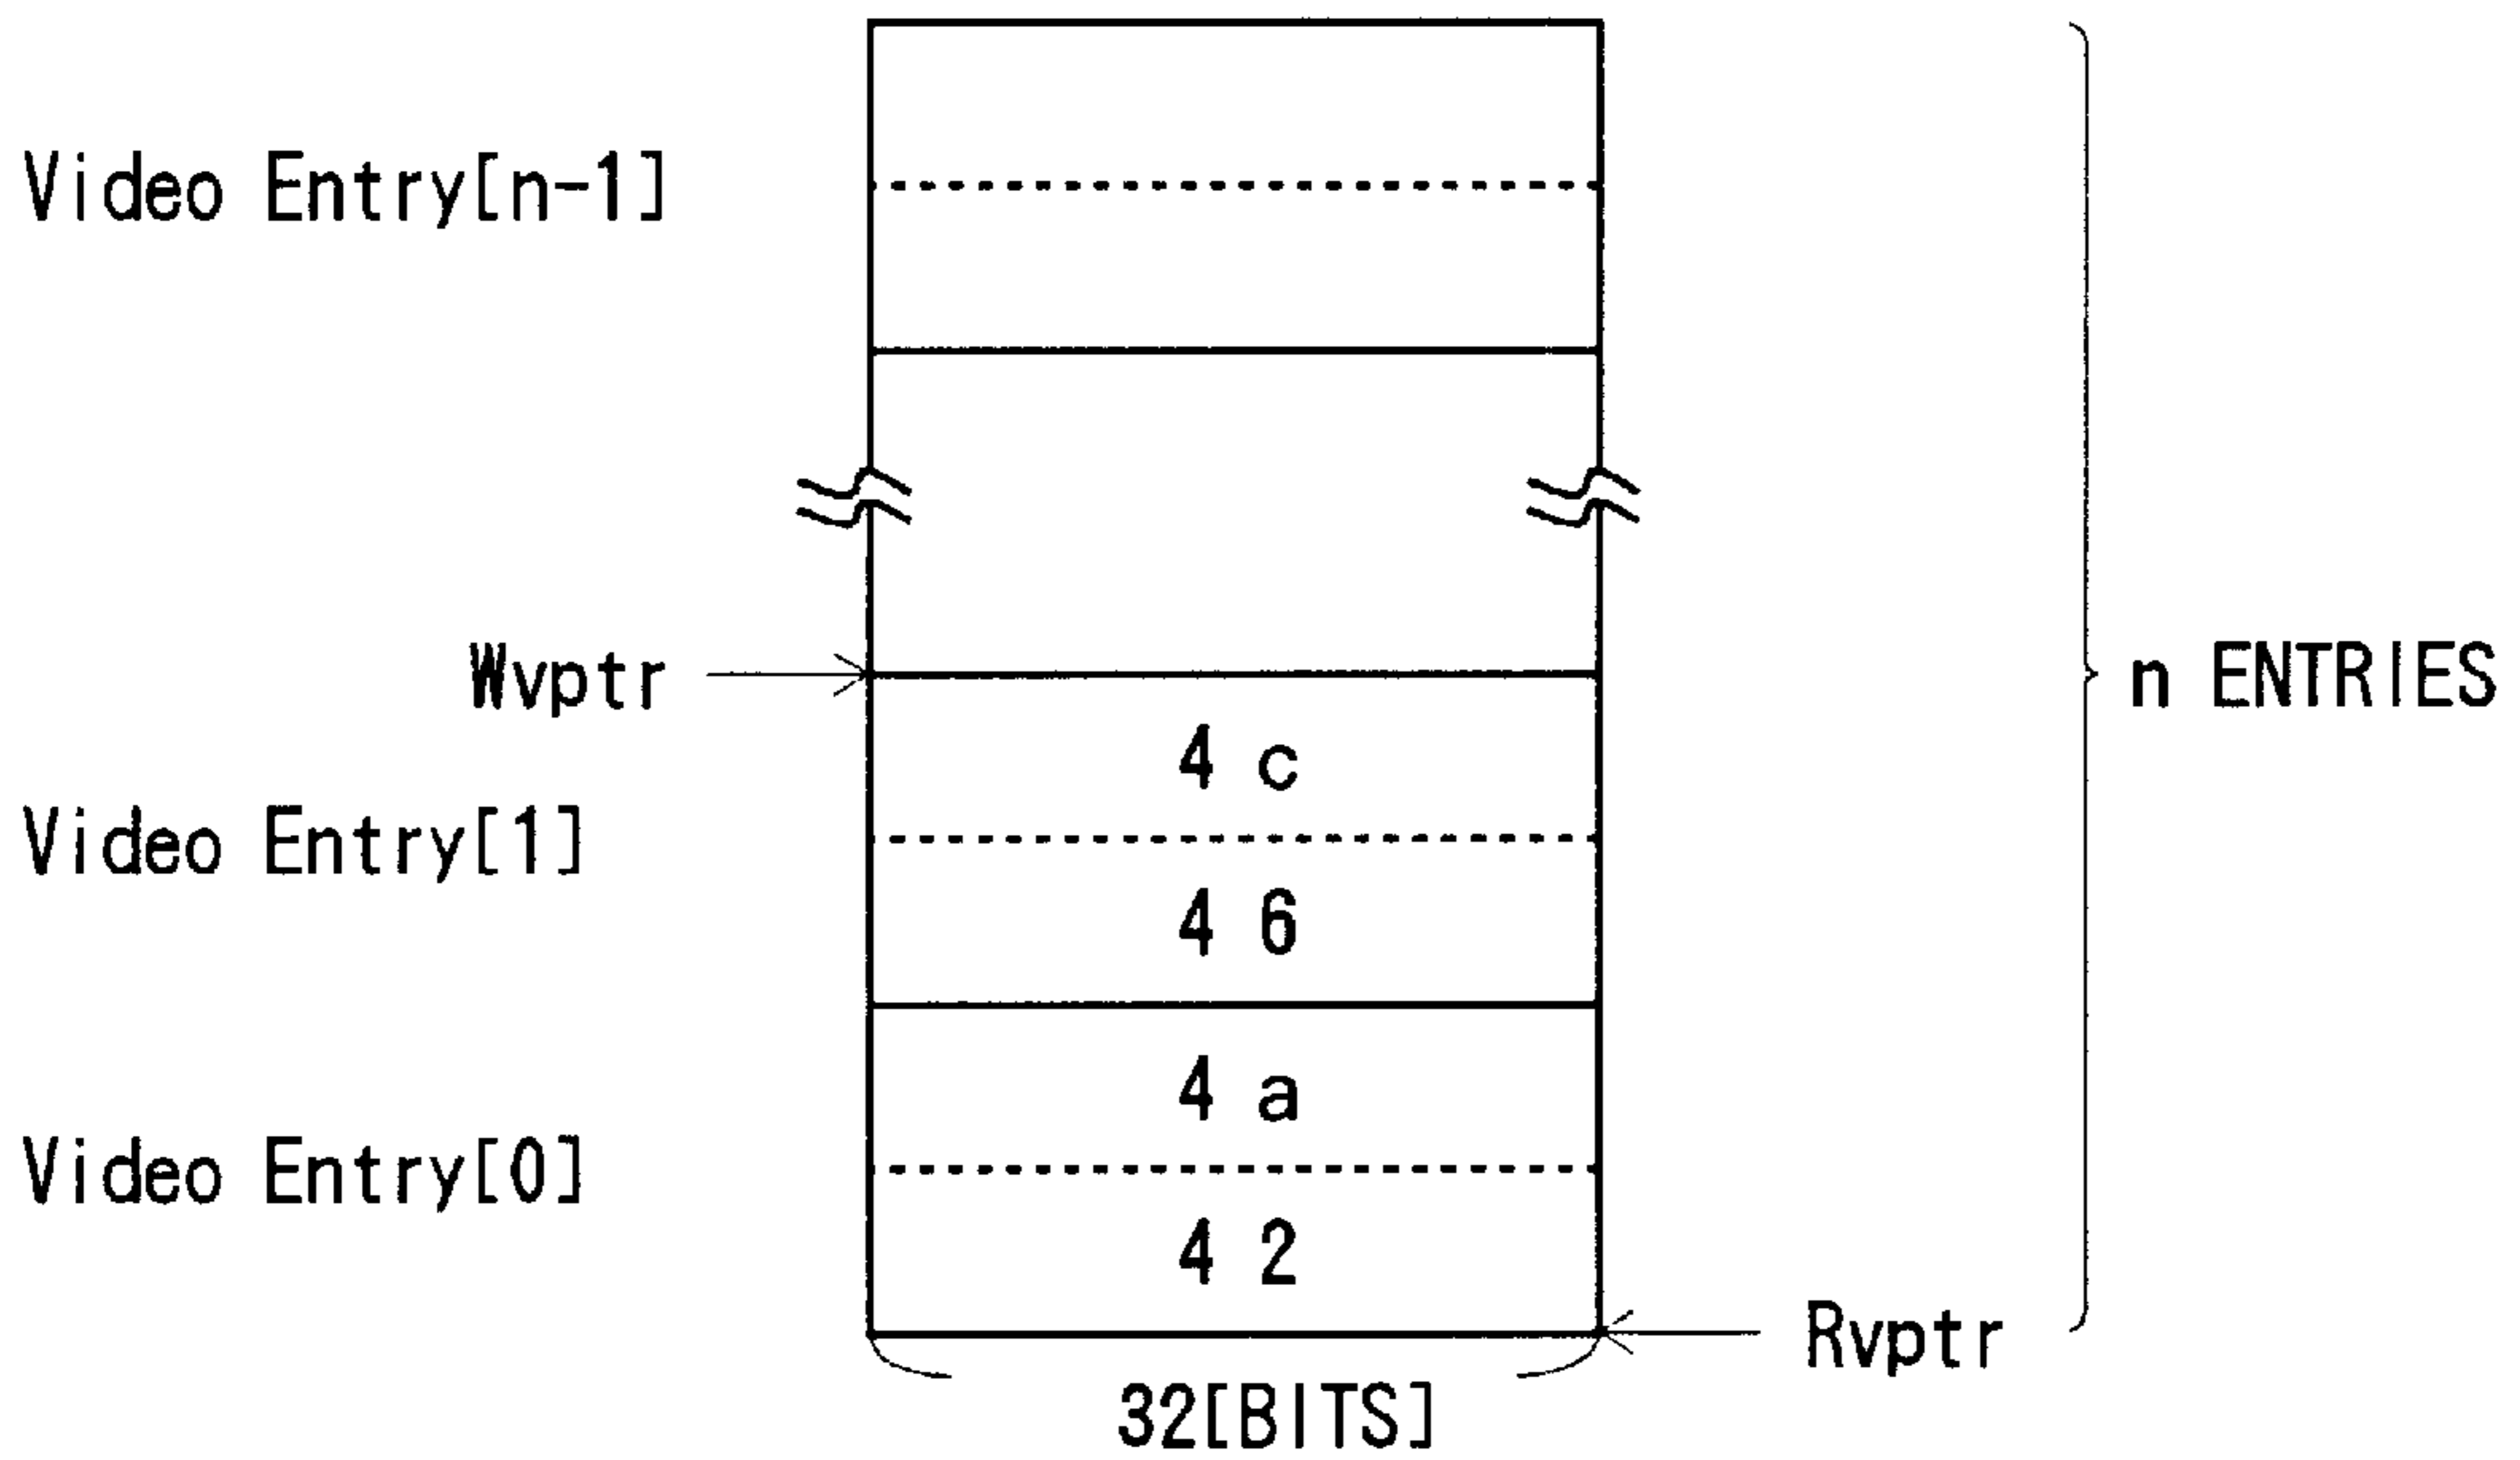 Video Entry[n-1]
Wvptr
n ENTRIES
4 c
Video Entry[1]
4 6
4 a
Video Entry[0]
4 2
Rvptr
32[BITS]